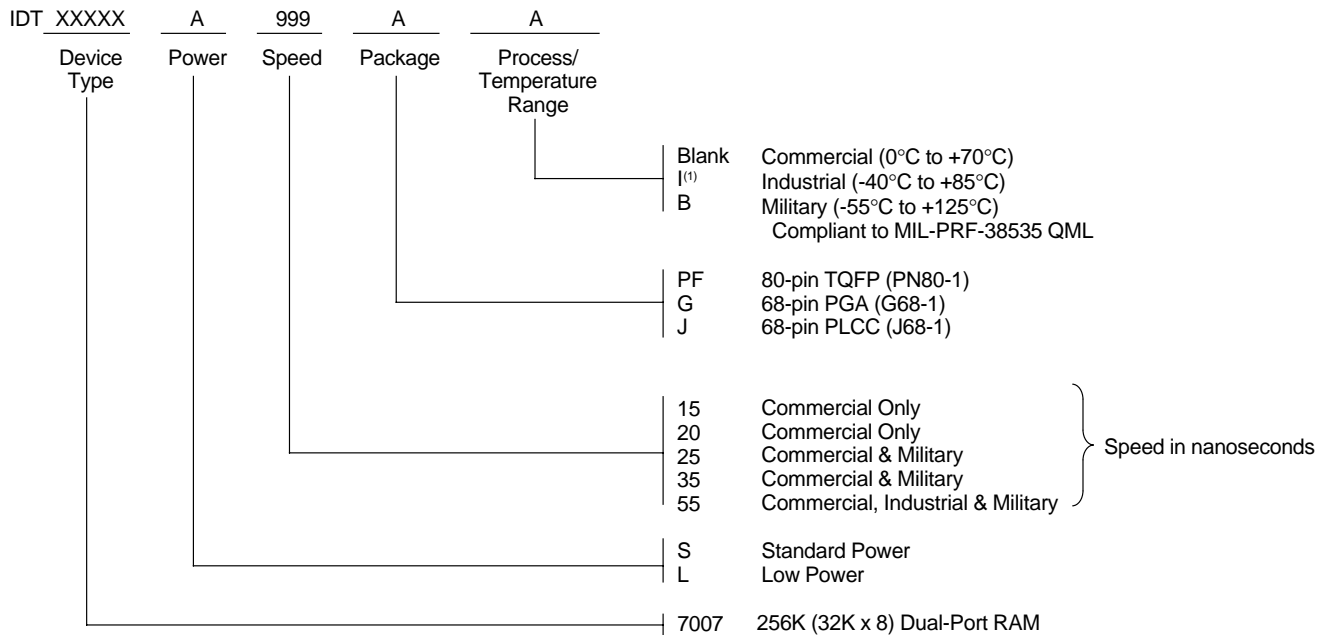 IDT XXXXX A 999 A A
Device Type Power Speed Package Process/ Temperature Range
Blank Commercial (0°C to +70°C)
I(1) Industrial (-40°C to +85°C)
B Military (-55°C to +125°C)
Compliant to MIL-PRF-38535 QML
PF 80-pin TQFP (PN80-1)
G 68-pin PGA (G68-1)
J 68-pin PLCC (J68-1)
15 Commercial Only
20 Commercial Only
25 Commercial & Military
35 Commercial & Military
55 Commercial, Industrial & Military
Speed in nanoseconds
S Standard Power
L Low Power
7007 256K (32K x 8) Dual-Port RAM